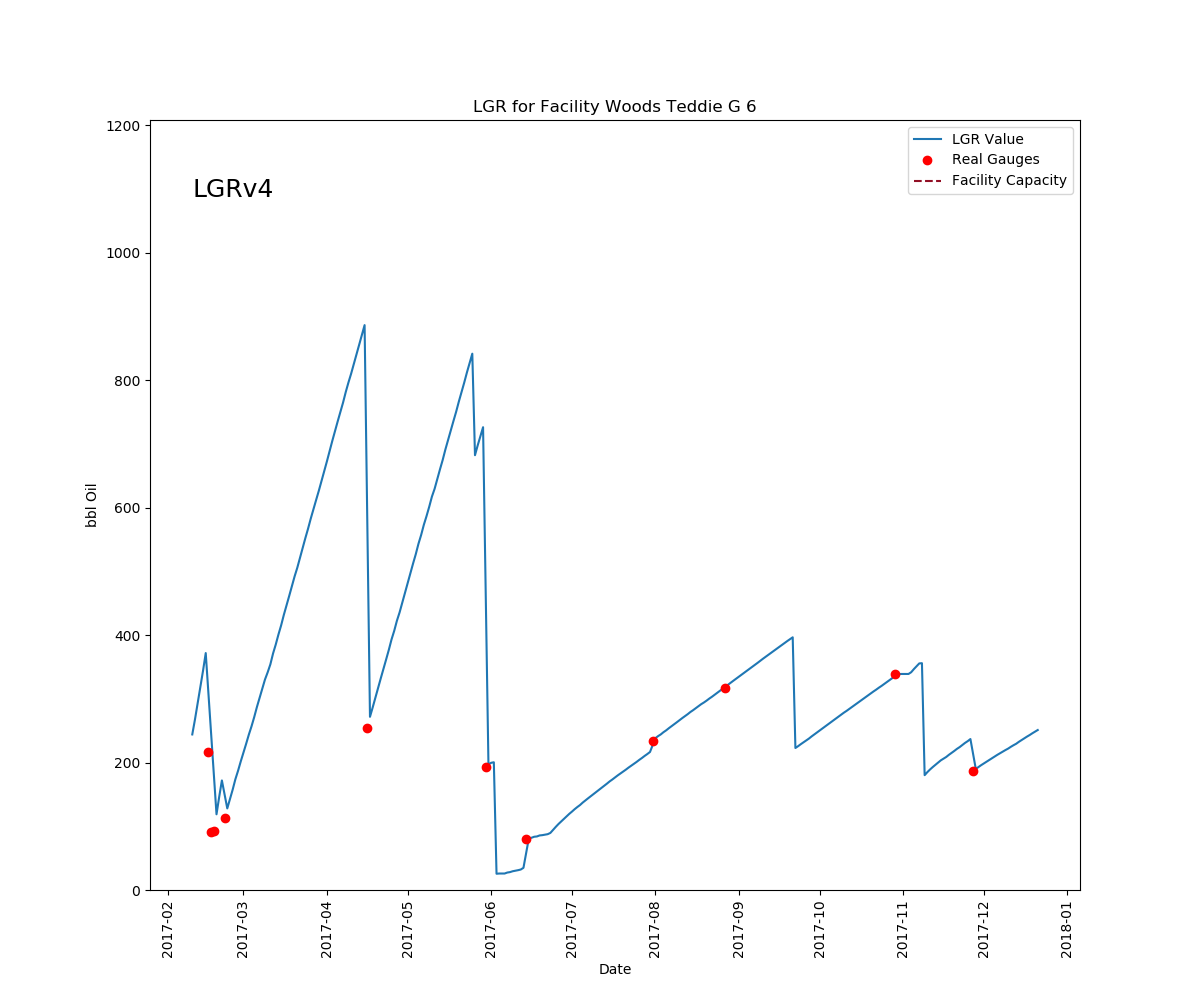 LGR for Facility Woods Teddie G 6
LGRv4
LGR Value
Real Gauges
Facility Capacity
1200
1000
800
600
400
200
0
bbl Oil
2017-02
2017-03
2017-04
2017-05
2017-06
2017-07
2017-08
2017-09
2017-10
2017-11
2017-12
2018-01
Date